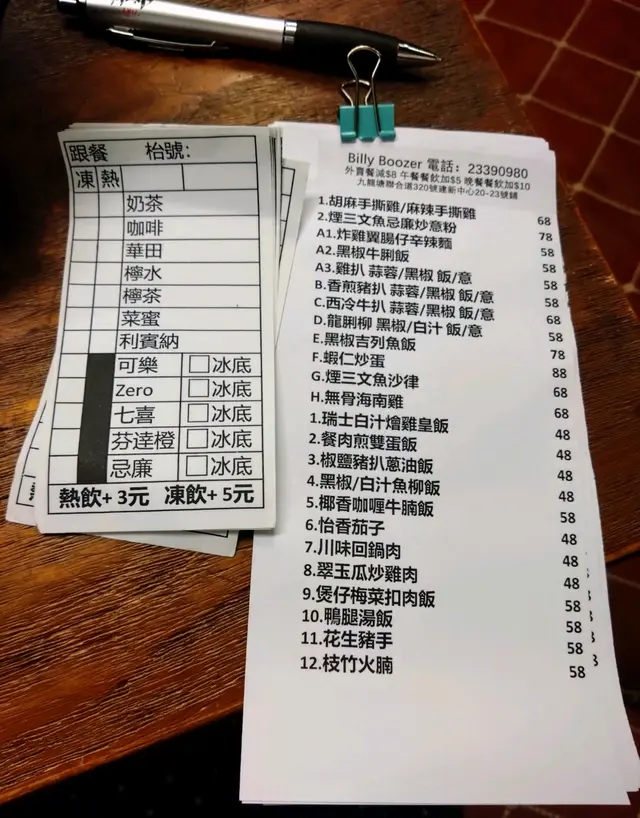 跟餐 枱號:
凍 熱
奶茶
咖啡
華田
檸水
檸茶
菜蜜
利賓納
可樂 冰底
Zero 冰底
七喜 冰底
芬達橙 冰底
忌廉 冰底
熱飲+ 3元 凍飲+ 5元
Billy Boozer 電話: 23390980
外賣餐減$8 午餐餐飲加$5 晚餐餐飲加$10
九龍塘聯合道320號建新中心20-23號舖
1.胡麻手撕雞/麻辣手撕雞 68
2.煙三文魚忌廉炒意粉 78
A1.炸雞翼腸仔辛辣麵 58
A2.黑椒牛脷飯 58
A3.雞扒 蒜蓉/黑椒 飯/意 58
B.香煎豬扒 蒜蓉/黑椒 飯/意 58
C.西冷牛扒 蒜蓉/黑椒 飯/意 68
D.龍脷柳 黑椒/白汁 飯/意 58
E.黑椒吉列魚飯 78
F.蝦仁炒蛋 88
G.煙三文魚沙律 68
H.無骨海南雞 68
1.瑞士白汁燴雞皇飯 48
2.餐肉煎雙蛋飯 48
3.椒鹽豬扒蔥油飯 48
4.黑椒/白汁魚柳飯 48
5.椰香咖喱牛腩飯 58
6.怡香茄子 48
7.川味回鍋肉 48
8.翠玉瓜炒雞肉 48
9.煲仔梅菜扣肉飯 58
10.鴨腿湯飯 58
11.花生豬手 58
12.枝竹火腩 58